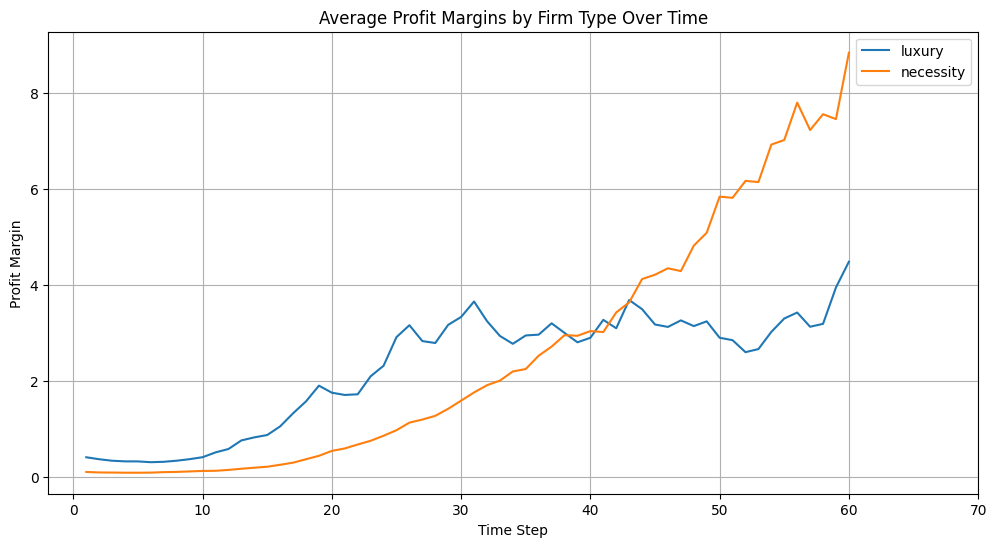 Average Profit Margins by Firm Type Over Time
luxury
necessity
Profit Margin
8
6
4
2
0
0 10 20 30 40 50 60 70
Time Step